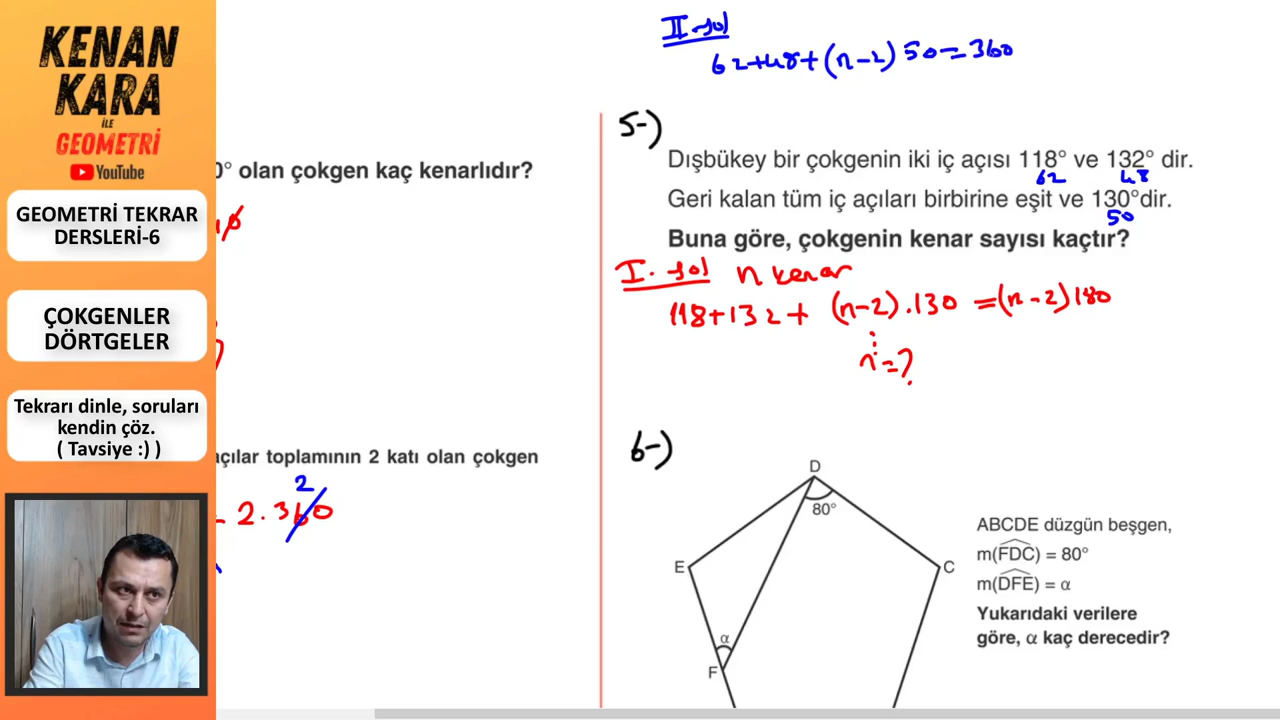 KENAN
KARA
İLE
GEOMETRİ
YouTube
GEOMETRİ TEKRAR
DERSLERİ-6
ÇOKGENLER
DÖRTGELER
Tekrarı dinle, soruları
kendin çöz.
( Tavsiye :) )
0° olan çokgen kaç kenarlıdır?
açılar toplamının 2 katı olan çokgen
2
2.360
II.yol
62+48+(n-2)50=360
5-)
Dışbükey bir çokgenin iki iç açısı 118° ve 132° dir.
62 48
Geri kalan tüm iç açıları birbirine eşit ve 130°dir.
50
Buna göre, çokgenin kenar sayısı kaçtır?
I.yol n kenar
118+132+(n-2).130=(n-2)180
n=?
6-)
D
80°
E
C
α
F
ABCDE düzgün beşgen,
m(FDC) = 80°
m(DFE) = α
Yukarıdaki verilere
göre, α kaç derecedir?